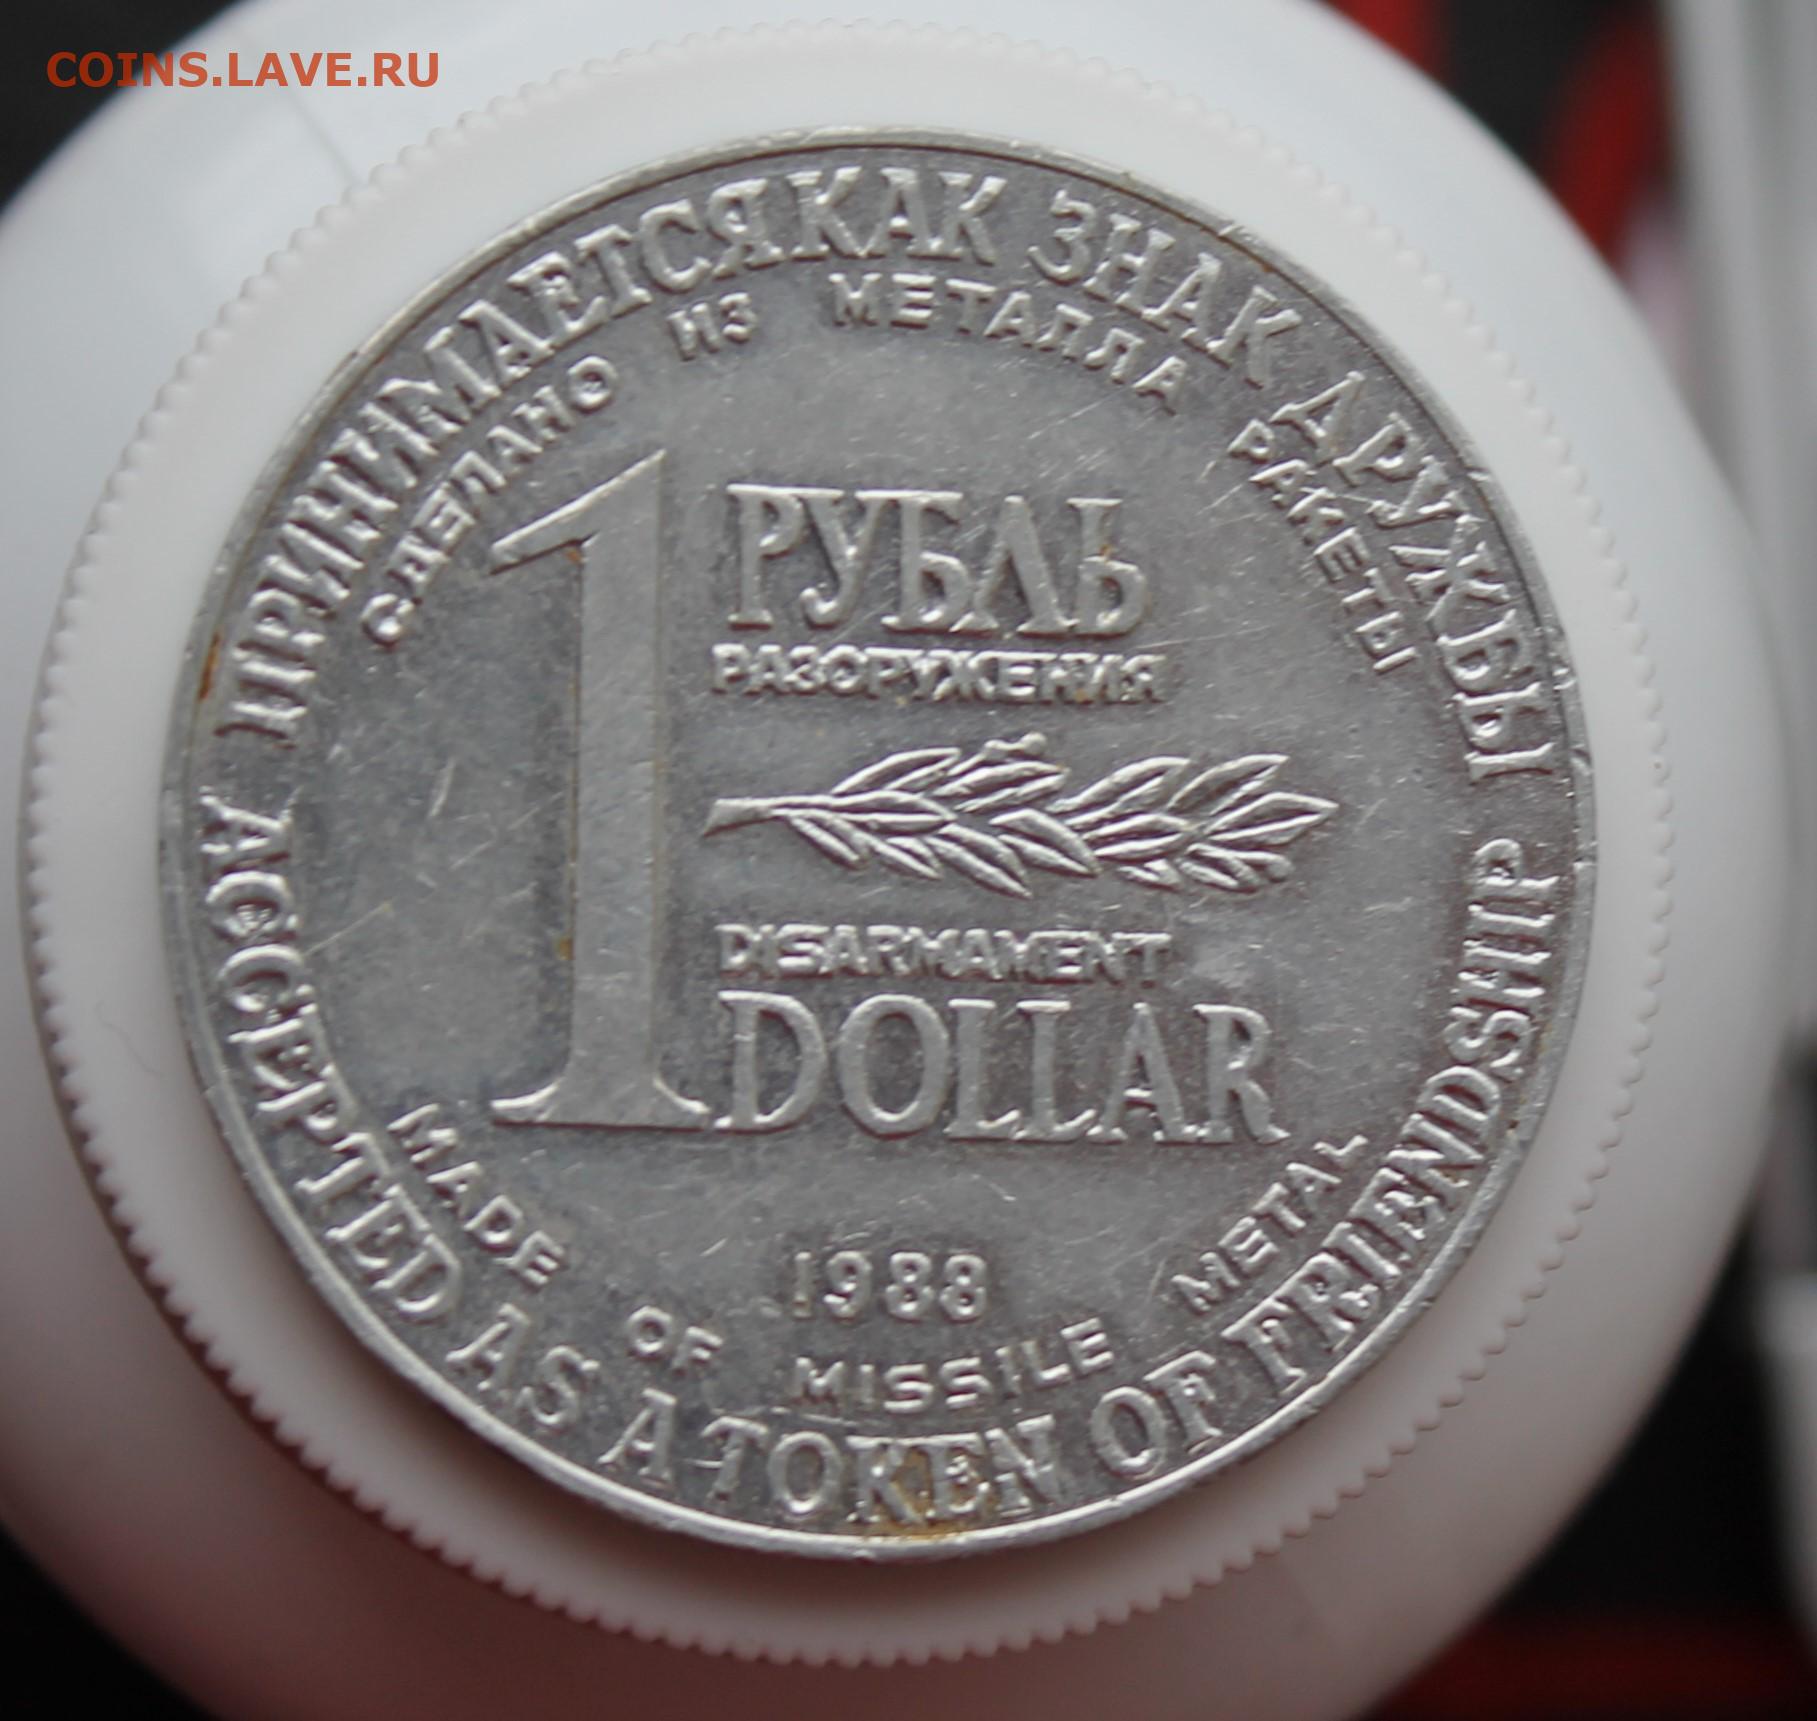 COINS.LAVE.RU
ПРИНИМАЕТСЯ КАК ЗНАК ДРУЖБЫ
СДЕЛАНО ИЗ МЕТАЛЛА РАКЕТЫ
1 РУБЛЬ
РАЗОРУЖЕНИЯ
DISARMAMENT
DOLLAR
1988
MADE OF MISSILE METAL
ACCEPTED AS A TOKEN OF FRIENDSHIP